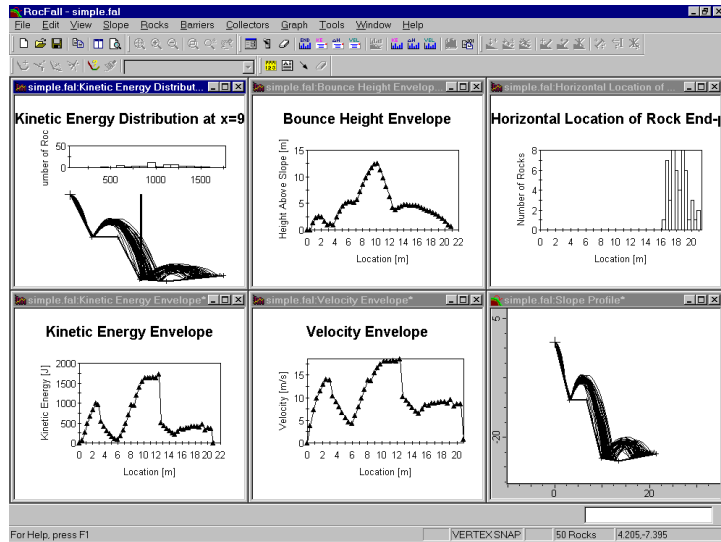 RocFall - simple.fal
File Edit View Slope Rocks Barriers Collectors Graph Tools Window Help
simple.fal:Kinetic Energy Distribut...
Kinetic Energy Distribution at x=9
umber of Roc
50
0
500 1000 1500
simple.fal:Bounce Height Envelop...
Bounce Height Envelope
Height Above Slope [m]
15
10
5
0
0 2 4 6 8 10 12 14 16 18 20 22
Location [m]
simple.fal:Horizontal Location of ...
Horizontal Location of Rock End-p
Number of Rocks
8
6
4
2
0
0 2 4 6 8 10 12 14 16 18 20
Location [m]
simple.fal:Kinetic Energy Envelope*
Kinetic Energy Envelope
Kinetic Energy [J]
2000
1500
1000
500
0
0 2 4 6 8 10 12 14 16 18 20 22
Location [m]
simple.fal:Velocity Envelope*
Velocity Envelope
Velocity [m/s]
15
10
5
0
0 2 4 6 8 10 12 14 16 18 20
Location [m]
simple.fal:Slope Profile*
5
-20
0 20
For Help, press F1
VERTEX SNAP
50 Rocks
4.205,-7.395